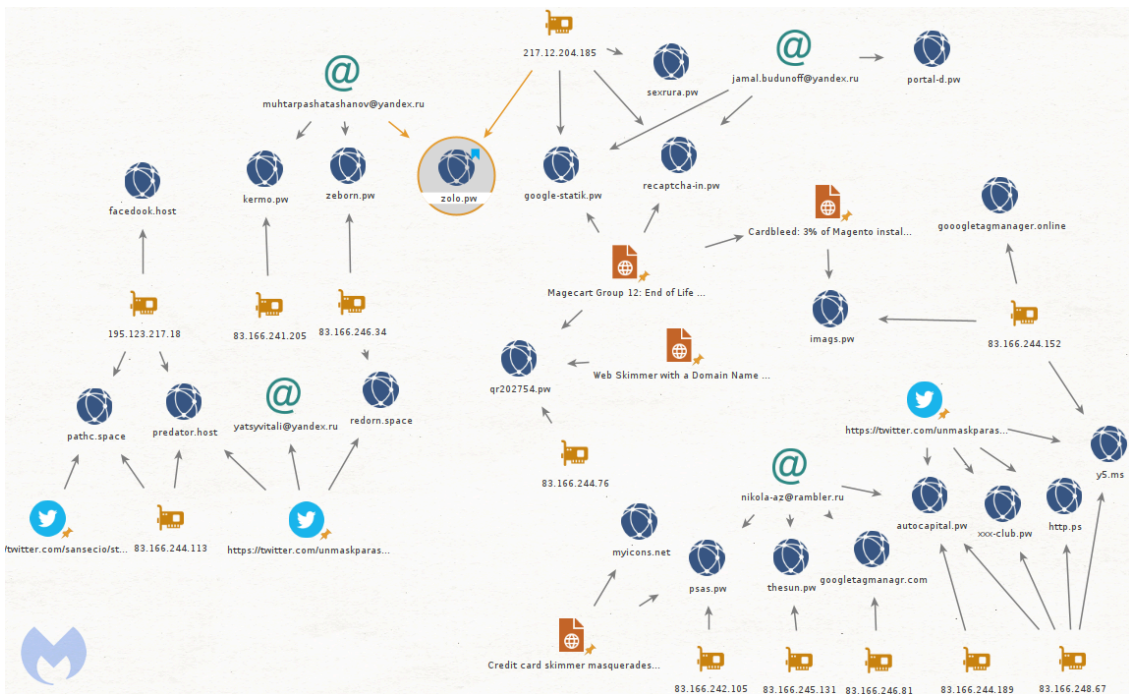 217.12.204.185
sexrura.pw
jamal.budunoff@yandex.ru
portal-d.pw
muhtarpashatashanov@yandex.ru
facedook.host
kermo.pw
zeborn.pw
zolo.pw
google-statik.pw
recaptcha-in.pw
Cardbleed: 3% of Magento instal...
gooogletagmanager.online
Magecart Group 12: End of Life ...
195.123.217.18
83.166.241.205
83.166.246.34
imags.pw
83.166.244.152
Web Skimmer with a Domain Name ...
qr202754.pw
pathc.space
predator.host
yatsyvitali@yandex.ru
redorn.space
https://twitter.com/unmaskparas...
y5.ms
83.166.244.76
nikola-az@rambler.ru
autocapital.pw
xxx-club.pw
http.ps
/twitter.com/sansecio/st...
83.166.244.113
https://twitter.com/unmaskparas...
myicons.net
psas.pw
thesun.pw
googletagmanagr.com
Credit card skimmer masquerades...
83.166.242.105
83.166.245.131
83.166.246.81
83.166.244.189
83.166.248.67